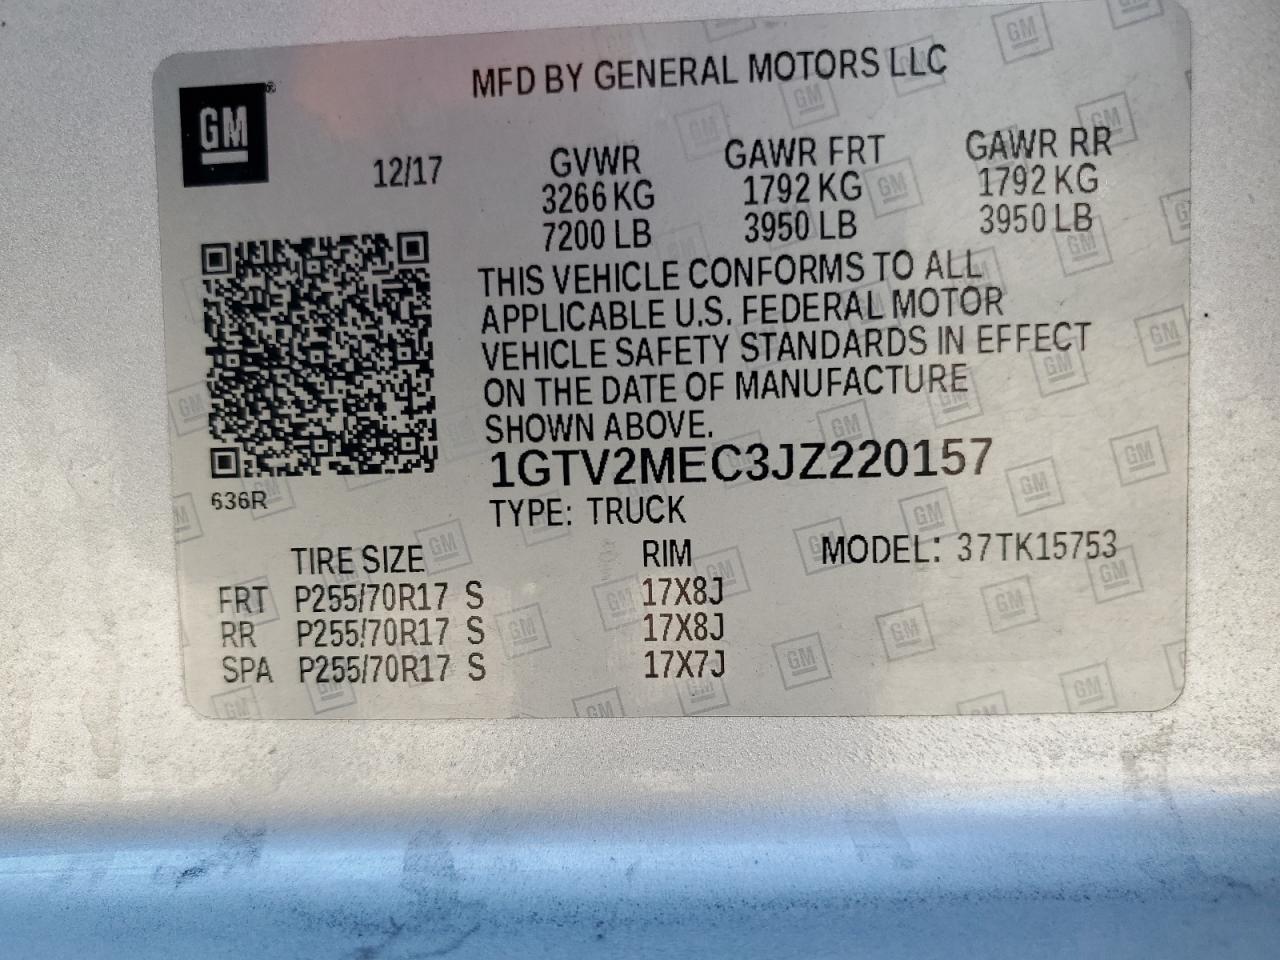 GM
MFD BY GENERAL MOTORS LLC
12/17
GVWR GAWR FRT GAWR RR
3266 KG 1792 KG 1792 KG
7200 LB 3950 LB 3950 LB
THIS VEHICLE CONFORMS TO ALL
APPLICABLE U.S. FEDERAL MOTOR
VEHICLE SAFETY STANDARDS IN EFFECT
ON THE DATE OF MANUFACTURE
SHOWN ABOVE.
1GTV2MEC3JZ220157
636R
TYPE: TRUCK
TIRE SIZE RIM MODEL: 37TK15753
FRT P255/70R17 S 17X8J
RR P255/70R17 S 17X8J
SPA P255/70R17 S 17X7J